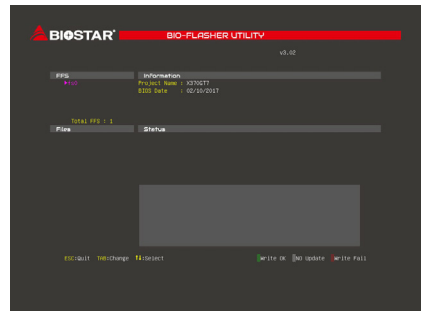 BIOSTAR
BIO-FLASHER UTILITY
v3.02
FFS
Information
Project Name : X370GT7
BIOS Date : 02/10/2017
Total FFS : 1
Files
Status
ESC:Quit TAB:Change ↑↓:Select
Write OK NO Update Write Fail